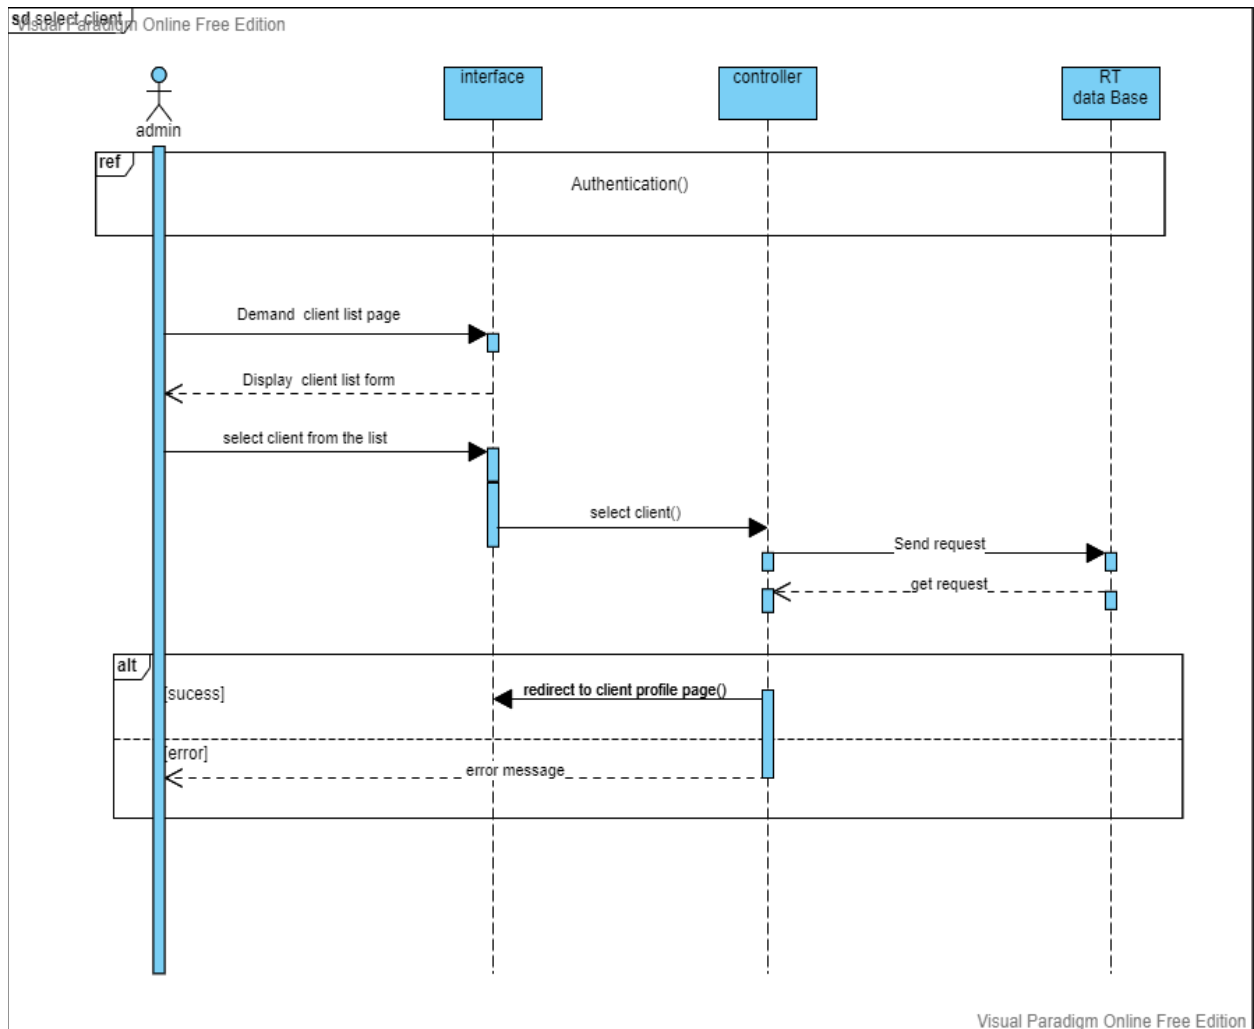 sd select client
Visual Paradigm Online Free Edition
admin
interface
controller
RT
data Base
ref
Authentication()
Demand client list page
Display client list form
select client from the list
select client()
Send request
get request
alt
[sucess]
redirect to client profile page()
[error]
error message
Visual Paradigm Online Free Edition